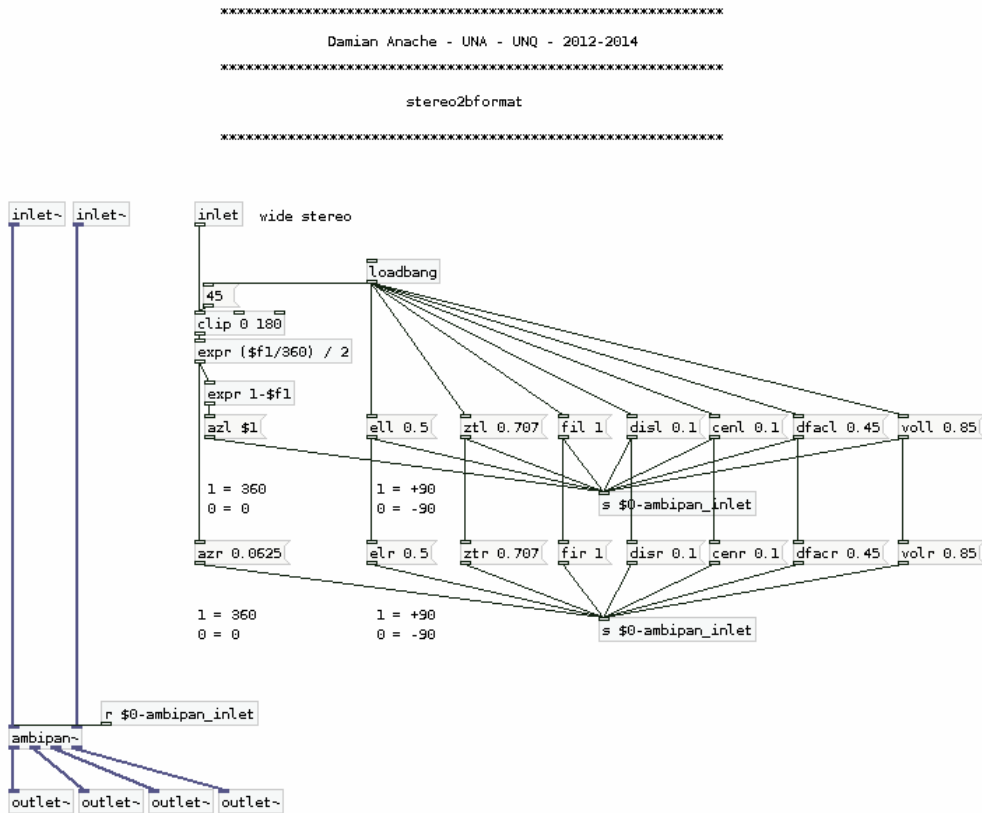 ************************************************************
Damian Anache - UNA - UNQ - 2012-2014
************************************************************
stereo2bformat
************************************************************
inlet~ inlet~ inlet wide stereo
loadbang
45
clip 0 180
expr ($f1/360) / 2
expr 1-$f1
azl $1 ell 0.5 ztl 0.707 fil 1 disl 0.1 cenl 0.1 dfacl 0.45 voll 0.85
1 = 360 1 = +90
0 = 0 0 = -90
s $0-ambipan_inlet
azr 0.0625 elr 0.5 ztr 0.707 fir 1 disr 0.1 cenr 0.1 dfacr 0.45 volr 0.85
1 = 360 1 = +90
0 = 0 0 = -90
s $0-ambipan_inlet
r $0-ambipan_inlet
ambipan~
outlet~ outlet~ outlet~ outlet~